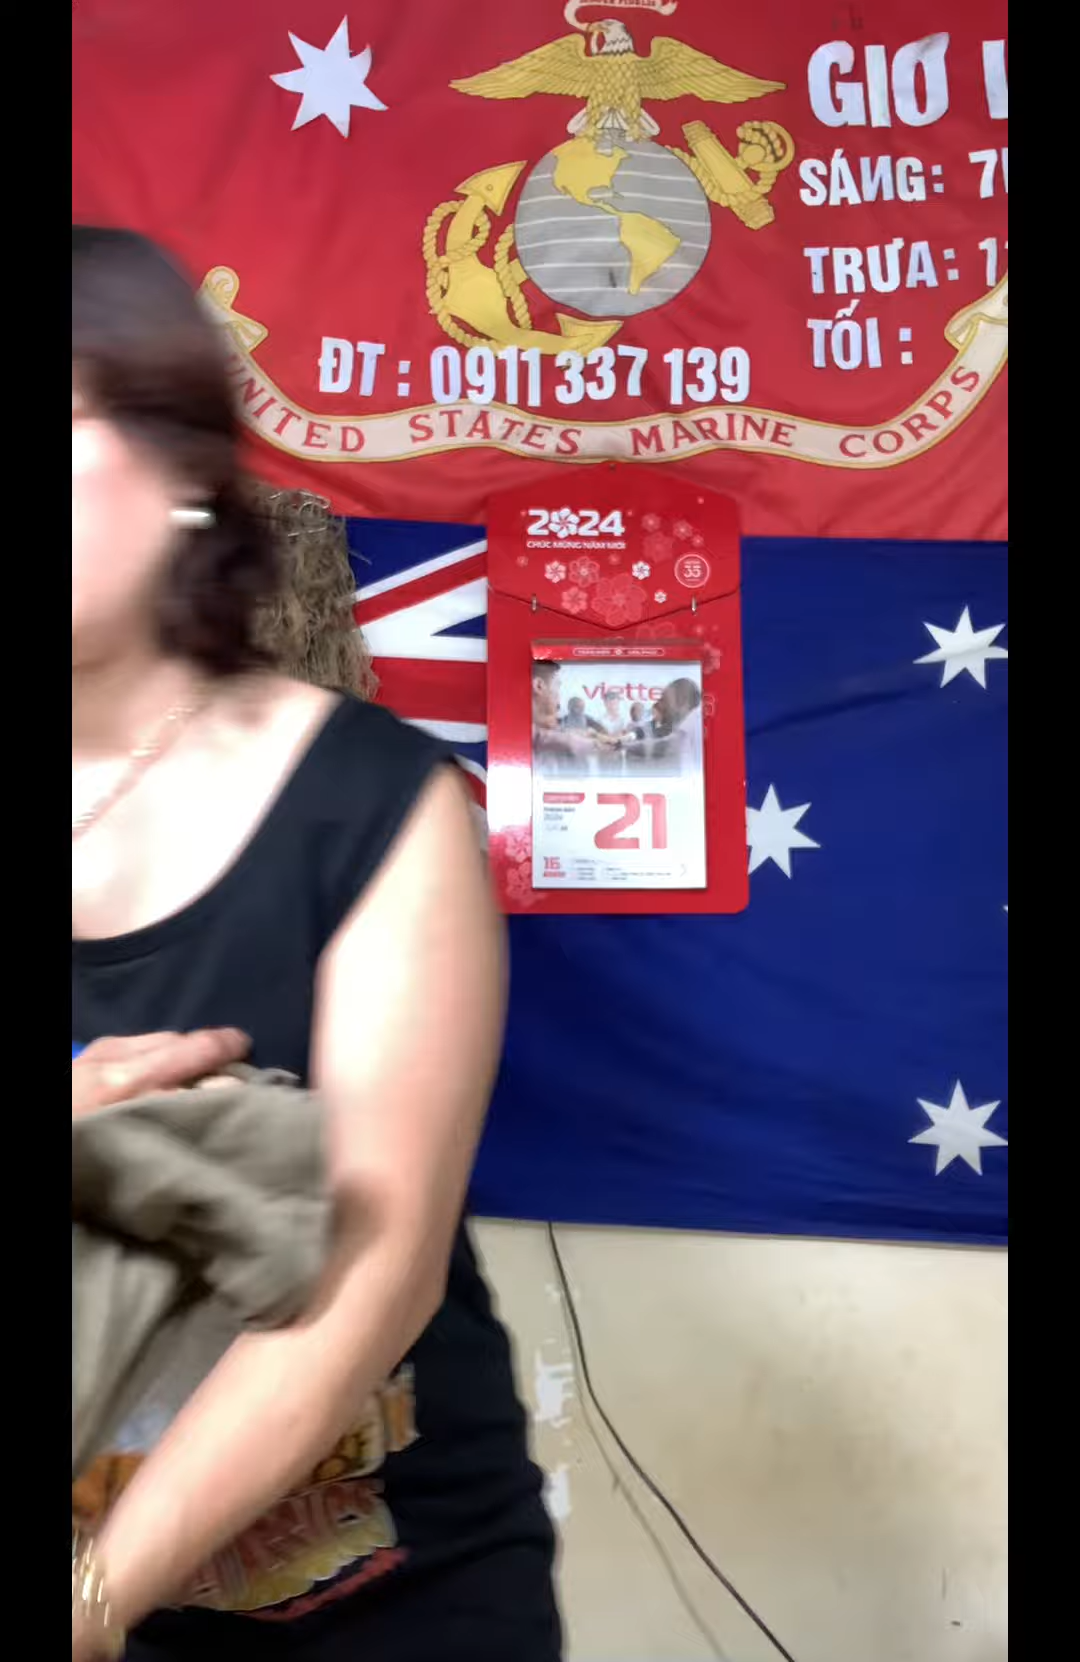 GIƠ
SÁNG: 7
TRƯA: 1
TỐI :
ĐT : 0911 337 139
UNITED STATES MARINE CORPS
2024
CHÚC MỪNG NĂM MỚI
35
viette
21
16